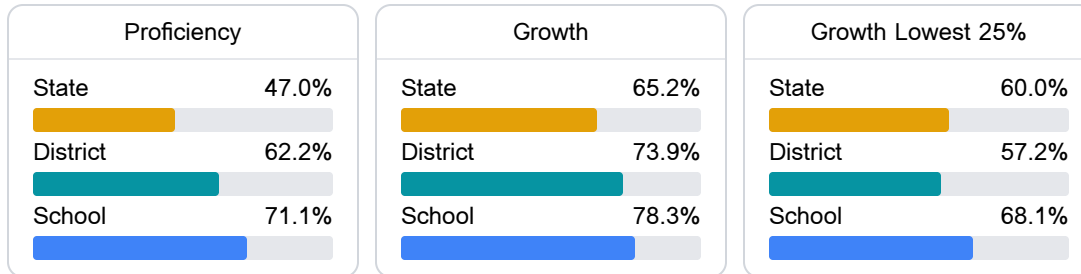 Proficiency
State 47.0%
District 62.2%
School 71.1%
Growth
State 65.2%
District 73.9%
School 78.3%
Growth Lowest 25%
State 60.0%
District 57.2%
School 68.1%